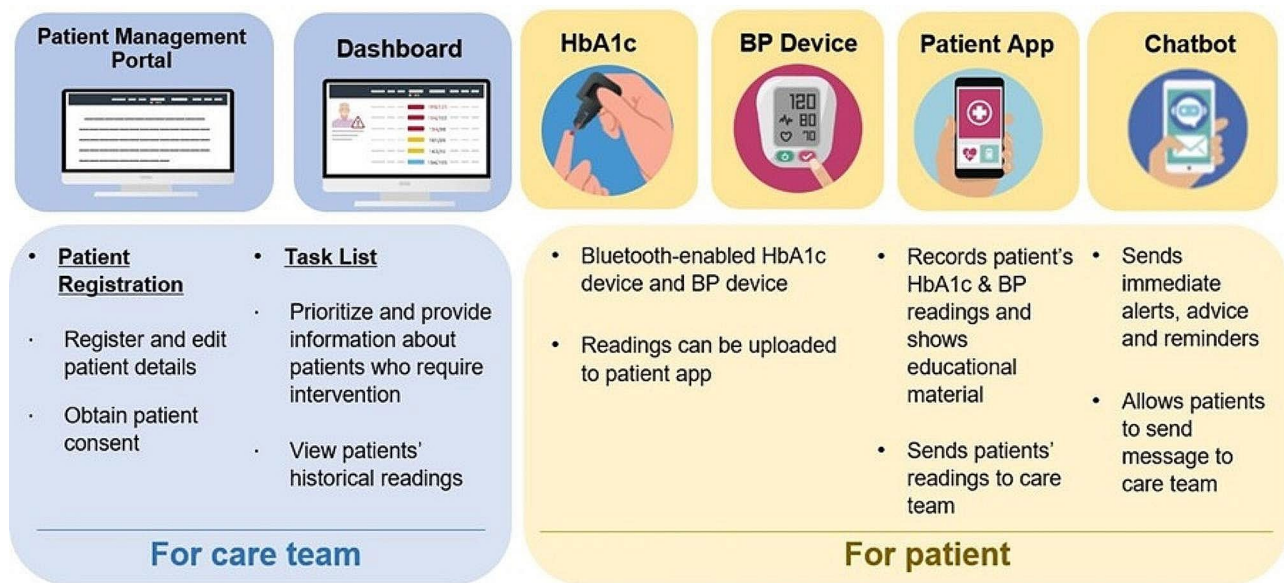 Patient Management
Portal
Dashboard
HbA1c
BP Device
Patient App
Chatbot
120
80
70
• Patient
Registration
· Register and edit
patient details
· Obtain patient
consent
• Task List
· Prioritize and provide
information about
patients who require
intervention
· View patients'
historical readings
For care team
• Bluetooth-enabled HbA1c
device and BP device
• Readings can be uploaded
to patient app
• Records patient's
HbA1c & BP
readings and
shows
educational
material
• Sends patients'
readings to care
team
• Sends
immediate
alerts, advice
and reminders
• Allows patients
to send
message to
care team
For patient